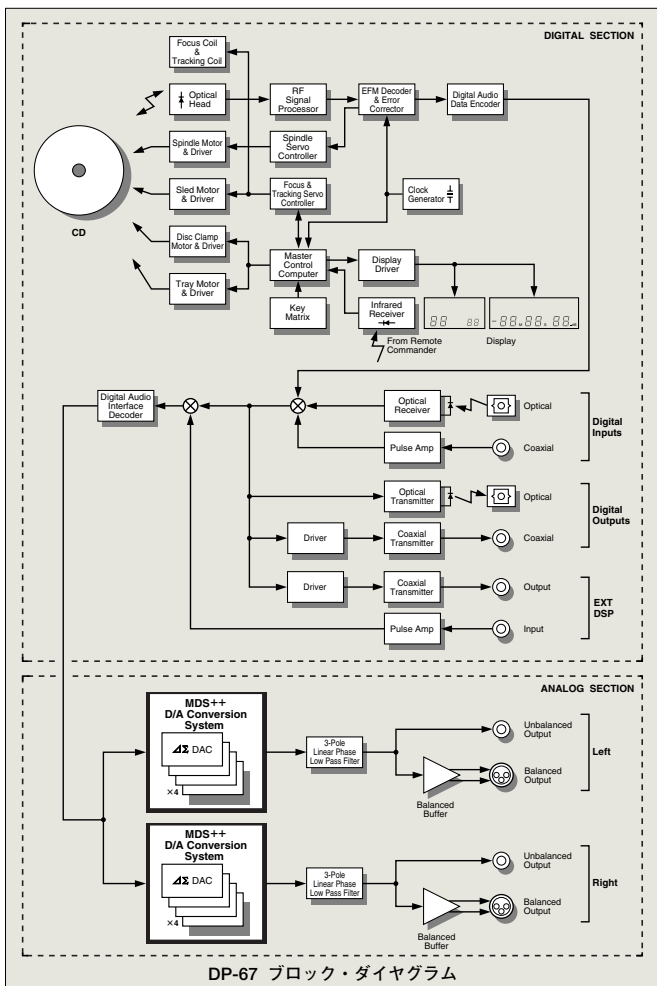 DIGITAL SECTION
Focus Coil
&
Tracking Coil
Optical
Head
RF
Signal
Processor
EFM Decoder
& Error
Corrector
Digital Audio
Data Encoder
Spindle Motor
& Driver
Spindle
Servo
Controller
CD
Sled Motor
& Driver
Focus &
Tracking Servo
Controller
Clock
Generator
Disc Clamp
Motor & Driver
Master
Control
Computer
Display
Driver
Tray Motor
& Driver
Key
Matrix
Infrared
Receiver
From Remote
Commander
Display
Digital Audio
Interface
Decoder
Optical
Receiver
Optical
Pulse Amp
Coaxial
Digital
Inputs
Optical
Transmitter
Optical
Driver
Coaxial
Transmitter
Coaxial
Digital
Outputs
Driver
Coaxial
Transmitter
Output
Pulse Amp
Input
EXT
DSP
ANALOG SECTION
MDS++
D/A Conversion
System
ΔΣ DAC
×4
3-Pole
Linear Phase
Low Pass Filter
Balanced
Buffer
Unbalanced
Output
Balanced
Output
Left
MDS++
D/A Conversion
System
ΔΣ DAC
×4
3-Pole
Linear Phase
Low Pass Filter
Balanced
Buffer
Unbalanced
Output
Balanced
Output
Right
DP-67 ブロック・ダイヤグラム